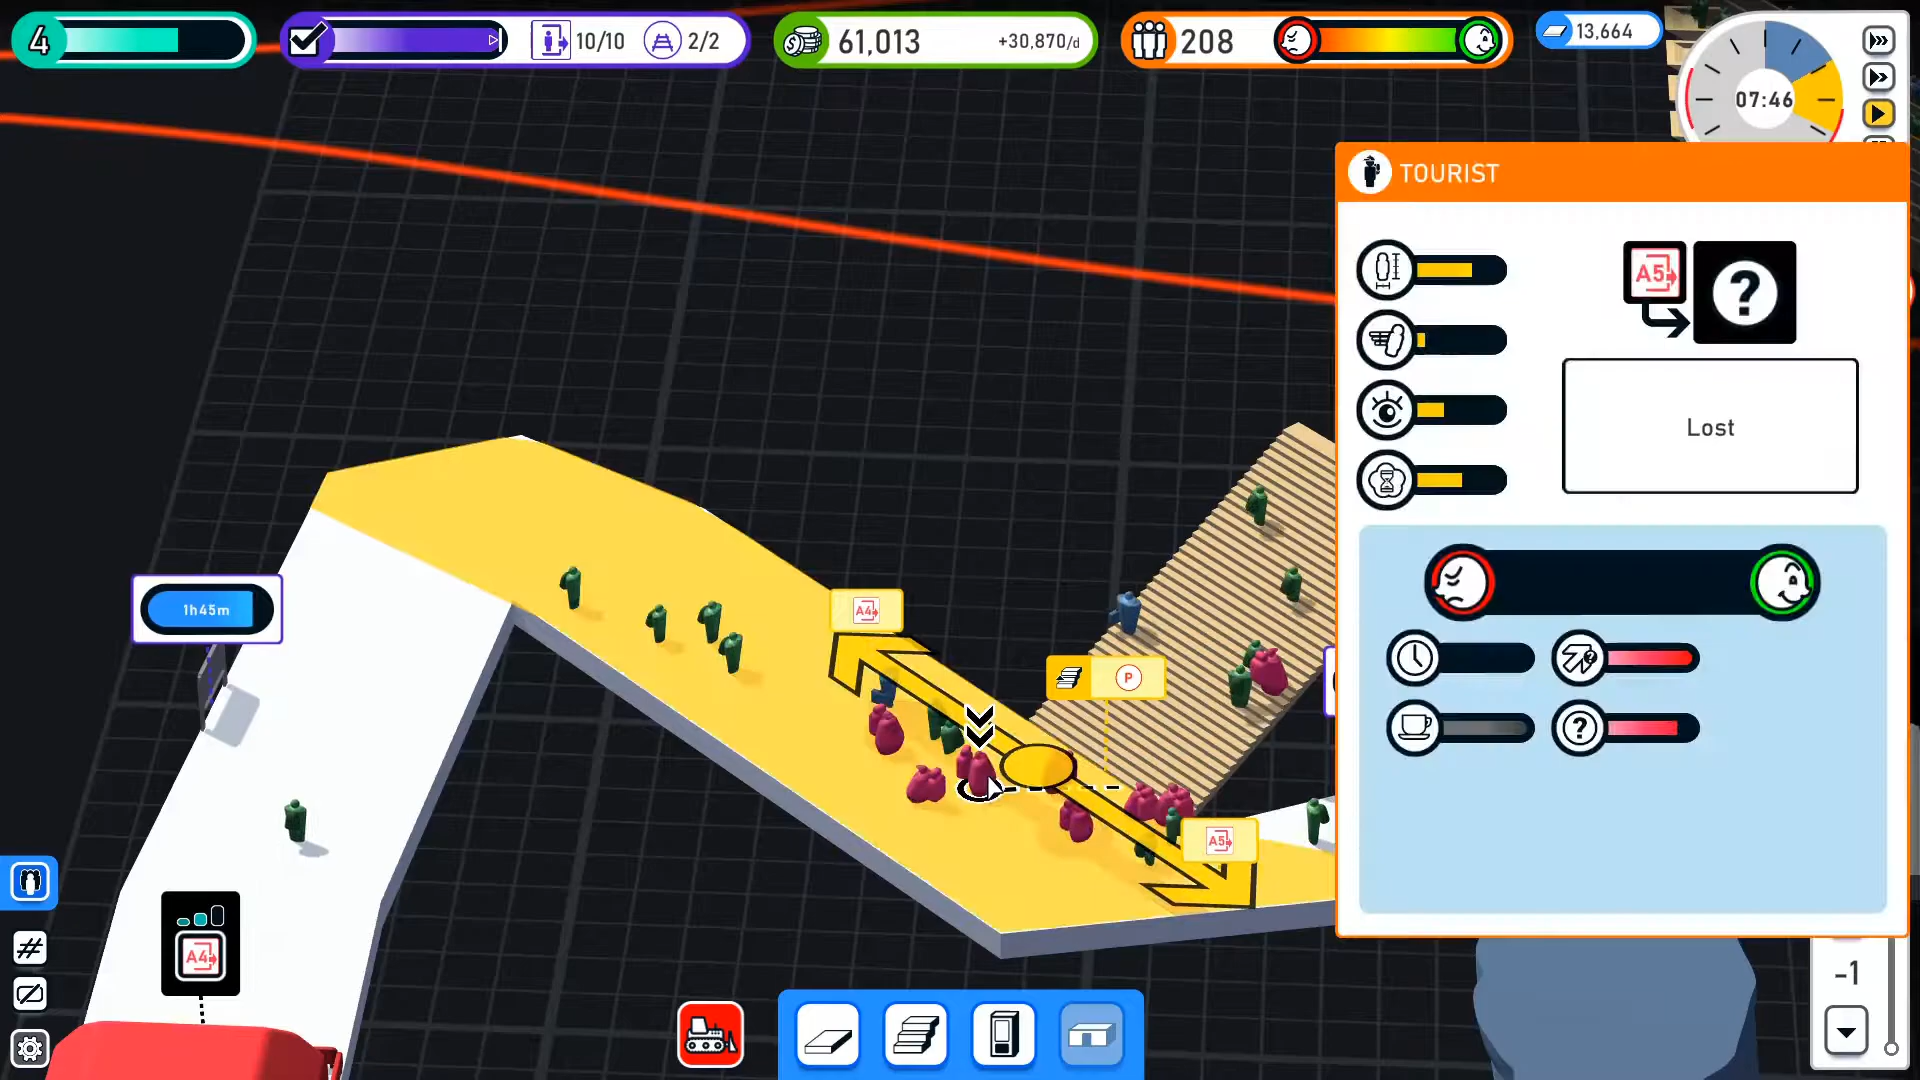 4
10/10
2/2
61,013
+30,870/d
208
13,664
07:46
TOURIST
A5
?
Lost
1h45m
A4
P
A5
A4
-1